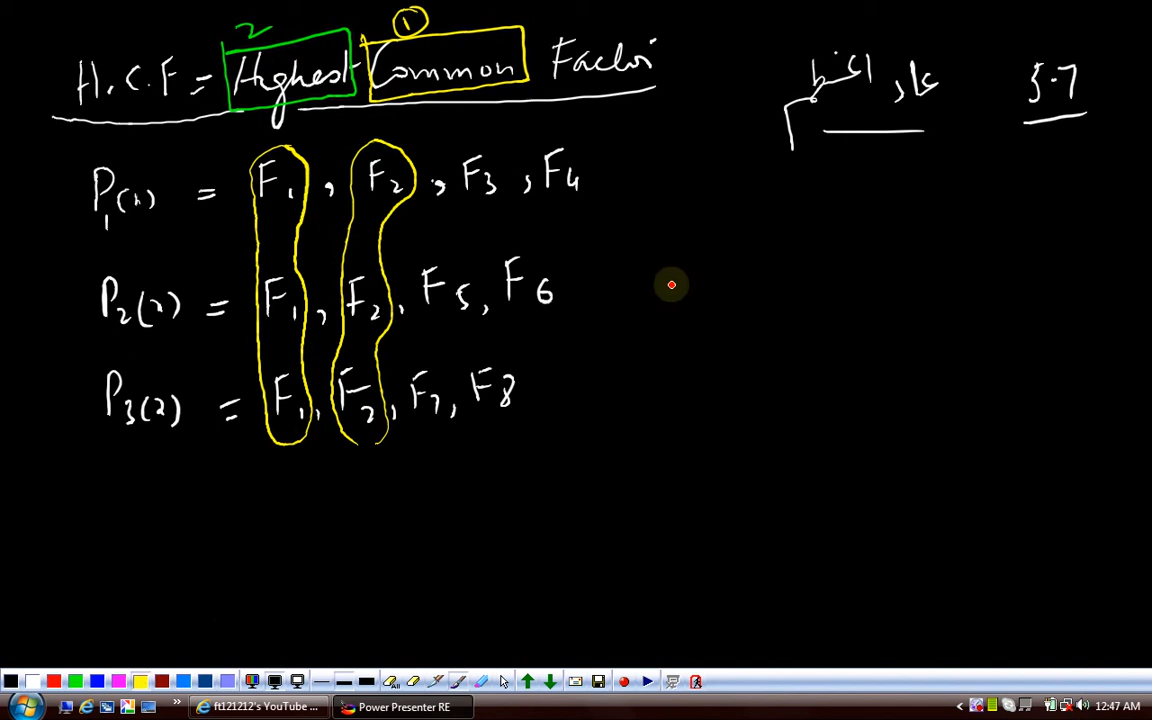 2 ①
H.C.F = Highest Common Factor
عاد اعظم
5.7
P₁(x) = F₁, F₂, F₃, F₄
P₂(x) = F₁, F₂, F₅, F₆
P₃(x) = F₁, F₂, F₇, F₈
ft121212's YouTube ...
Power Presenter RE
12:47 AM